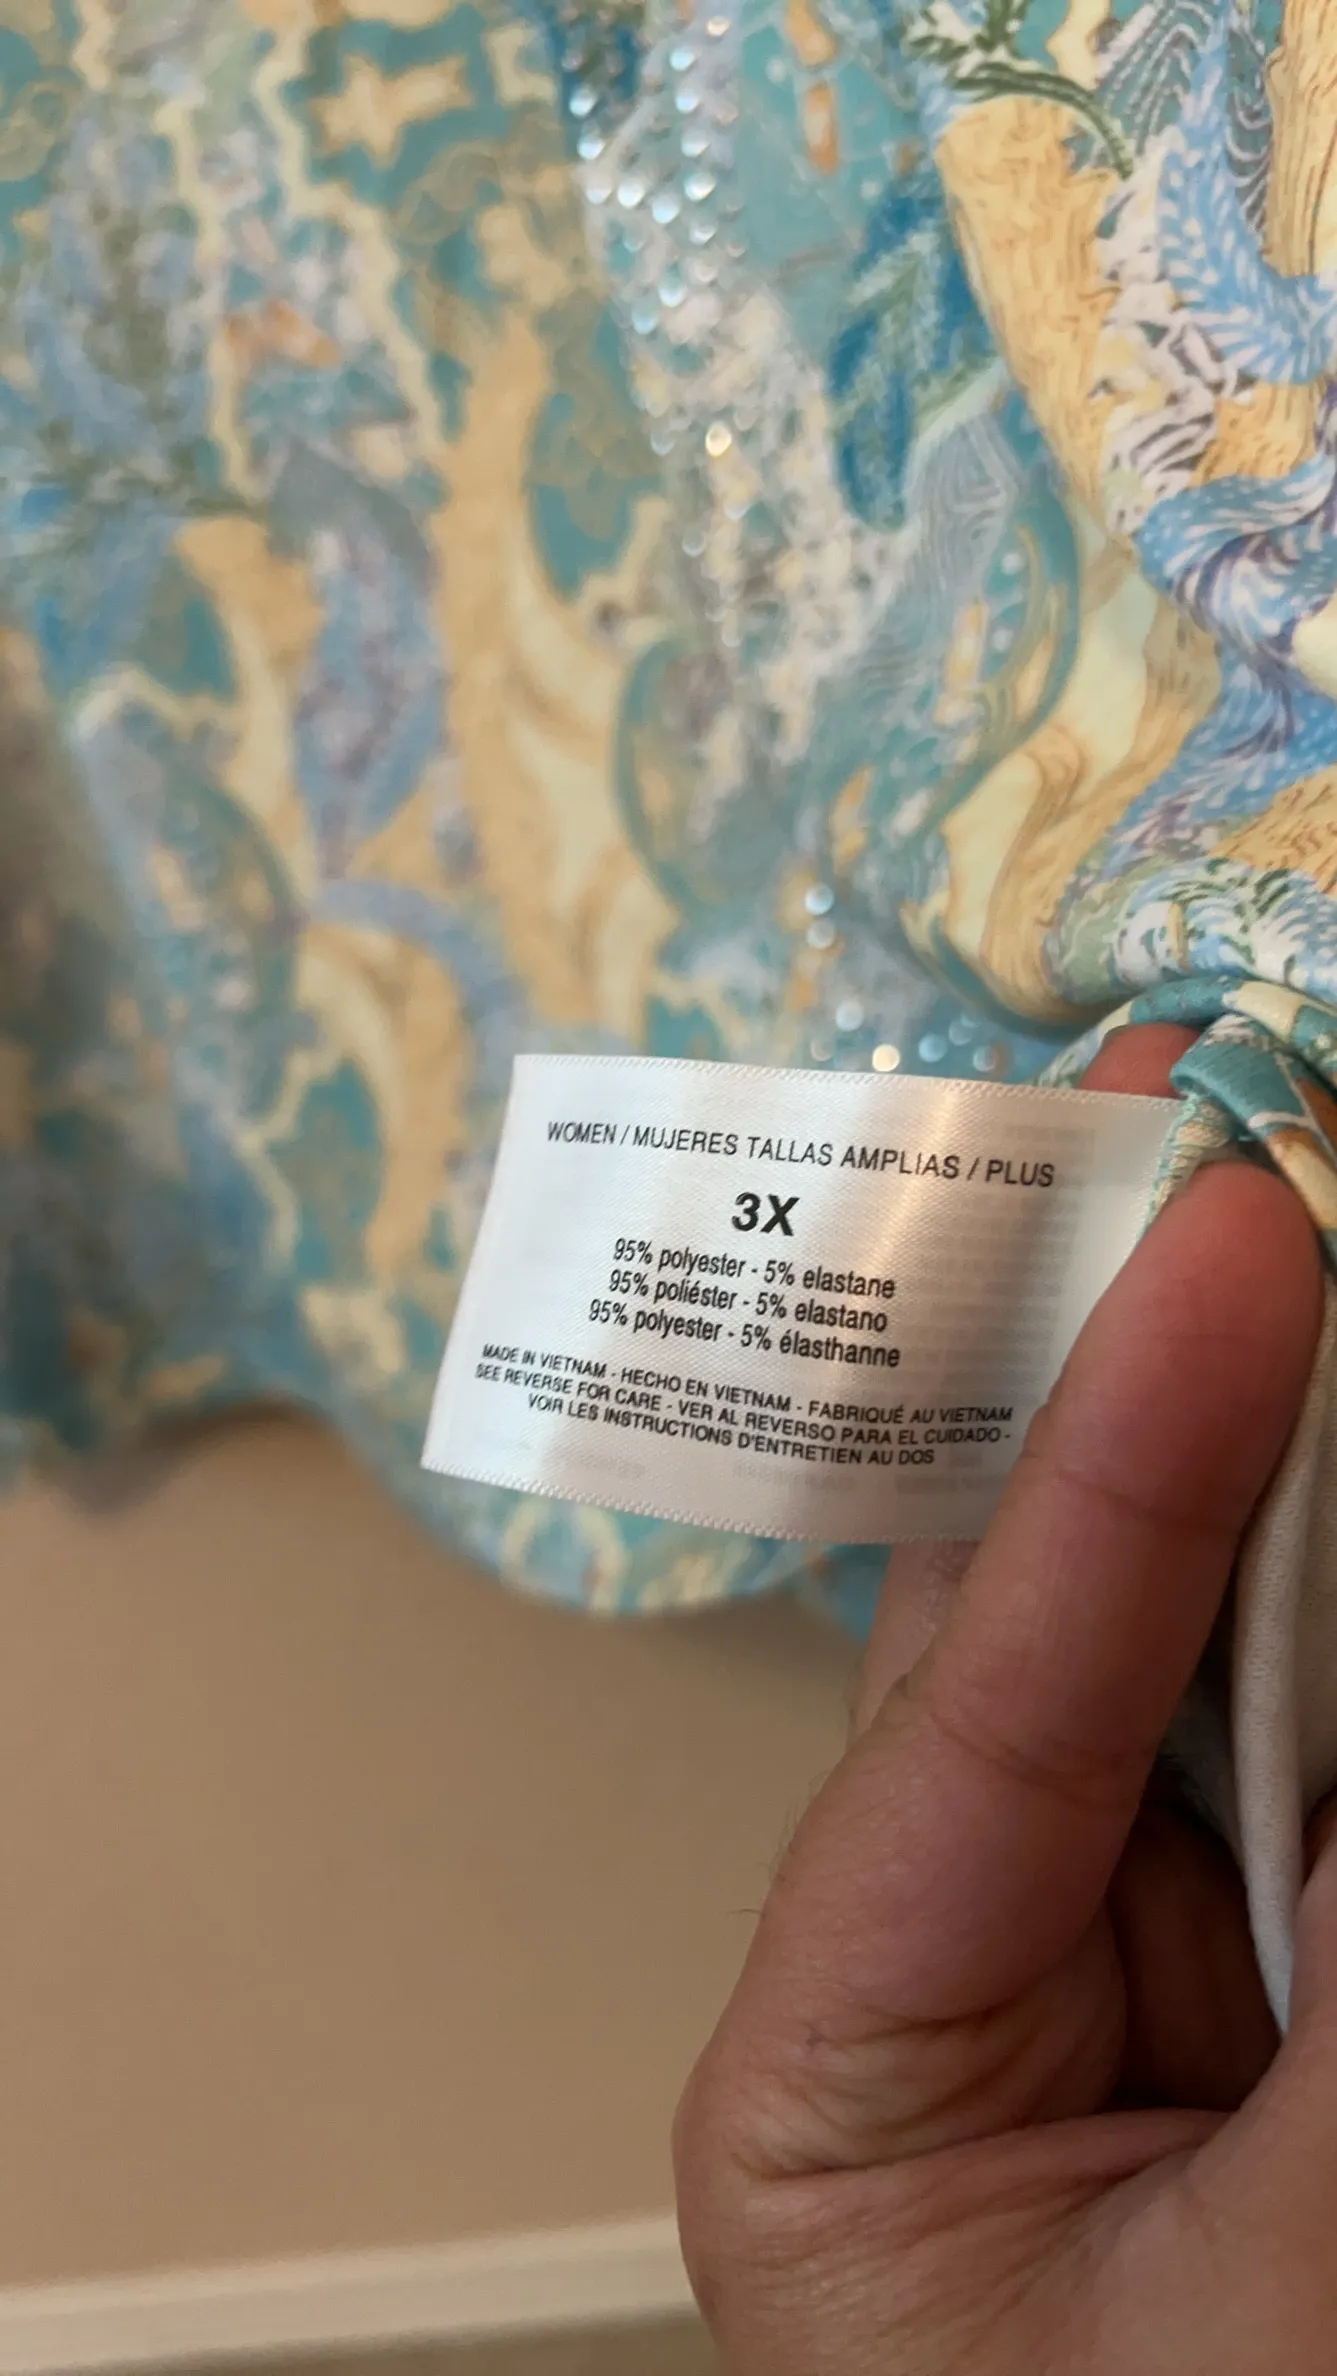 WOMEN / MUJERES TALLAS AMPLIAS / PLUS
3X
95% polyester - 5% elastane
95% poliéster - 5% elastano
95% polyester - 5% élasthanne
MADE IN VIETNAM - HECHO EN VIETNAM - FABRIQUÉ AU VIETNAM
SEE REVERSE FOR CARE - VER AL REVERSO PARA EL CUIDADO -
VOIR LES INSTRUCTIONS D'ENTRETIEN AU DOS